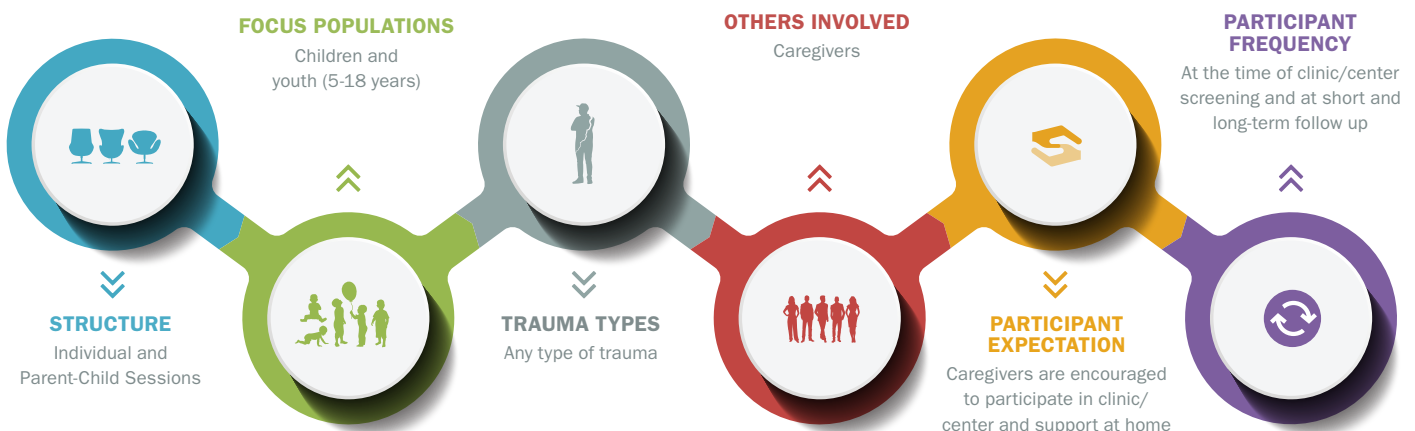 STRUCTURE
Individual and
Parent-Child Sessions
FOCUS POPULATIONS
Children and
youth (5-18 years)
TRAUMA TYPES
Any type of trauma
OTHERS INVOLVED
Caregivers
PARTICIPANT
EXPECTATION
Caregivers are encouraged
to participate in clinic/
center and support at home
PARTICIPANT
FREQUENCY
At the time of clinic/center
screening and at short and
long-term follow up